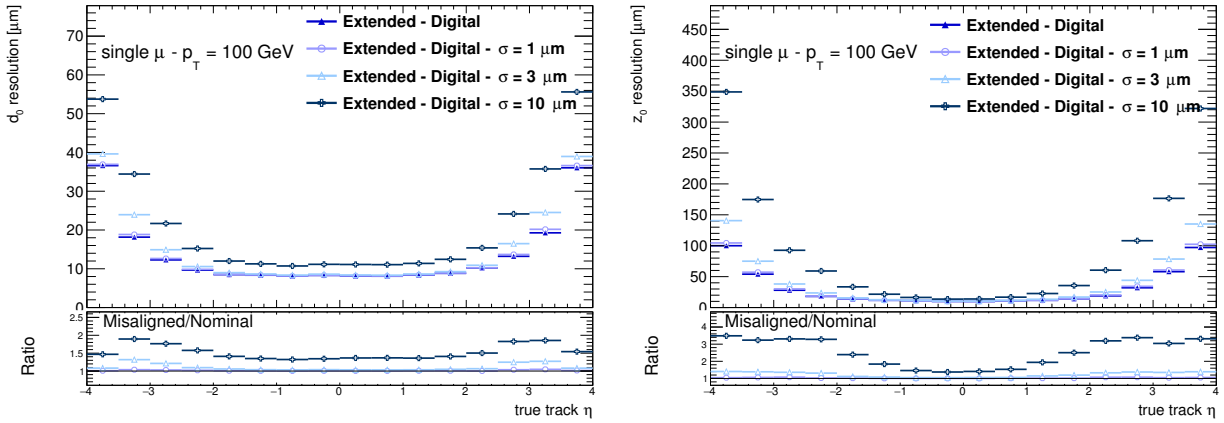 d₀ resolution [μm]
70
60
50
40
30
20
10
0
single μ - p_T = 100 GeV
Extended - Digital
Extended - Digital - σ = 1 μm
Extended - Digital - σ = 3 μm
Extended - Digital - σ = 10 μm
Ratio
2.5
2
1.5
1
Misaligned/Nominal
−4 −3 −2 −1 0 1 2 3 4
true track η
z₀ resolution [μm]
450
400
350
300
250
200
150
100
50
0
single μ - p_T = 100 GeV
Extended - Digital
Extended - Digital - σ = 1 μm
Extended - Digital - σ = 3 μm
Extended - Digital - σ = 10 μm
Ratio
4
3
2
1
Misaligned/Nominal
−4 −3 −2 −1 0 1 2 3 4
true track η